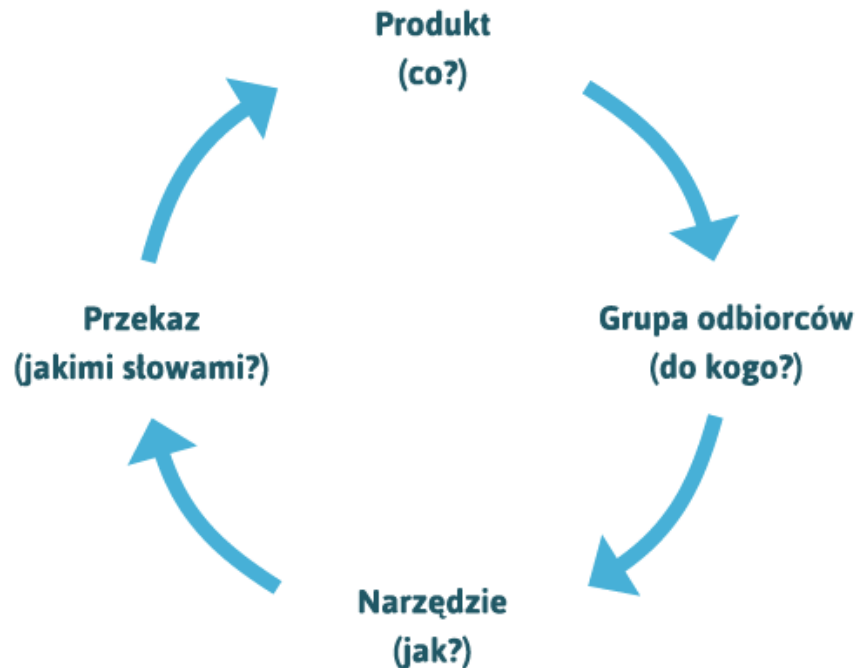 Produkt
(co?)
Grupa odbiorców
(do kogo?)
Narzędzie
(jak?)
Przekaz
(jakimi słowami?)